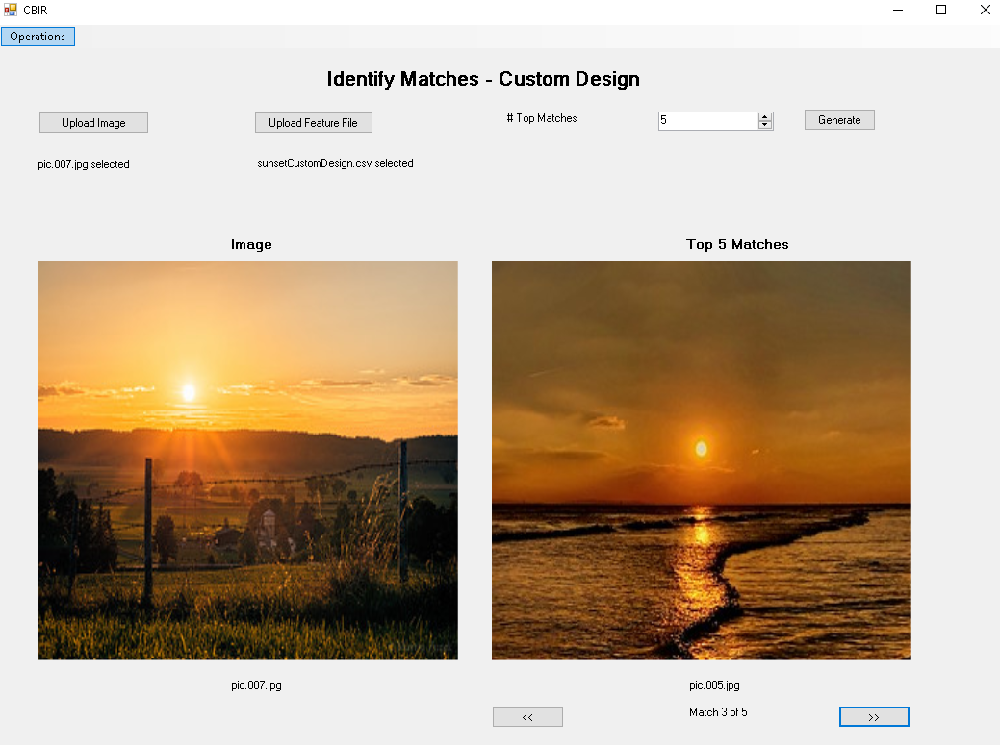 CBIR
Operations
Identify Matches - Custom Design
Upload Image
Upload Feature File
# Top Matches
5
Generate
pic.007.jpg selected
sunsetCustomDesign.csv selected
Image
Top 5 Matches
pic.007.jpg
pic.005.jpg
<<
Match 3 of 5
>>